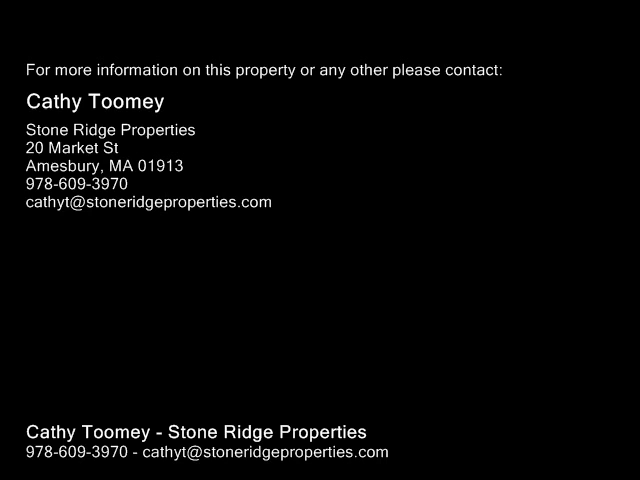 For more information on this property or any other please contact:
Cathy Toomey
Stone Ridge Properties
20 Market St
Amesbury, MA 01913
978-609-3970
cathyt@stoneridgeproperties.com
Cathy Toomey - Stone Ridge Properties
978-609-3970 - cathyt@stoneridgeproperties.com